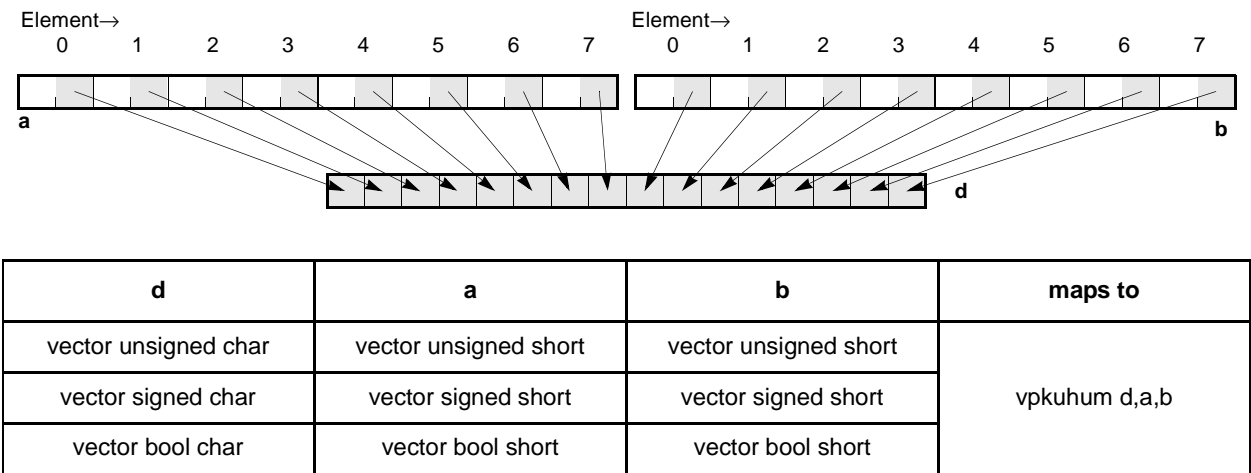 Element→ Element→
0 1 2 3 4 5 6 7 0 1 2 3 4 5 6 7
a b
d
d a b maps to
vector unsigned char vector unsigned short vector unsigned short
vector signed char vector signed short vector signed short vpkuhum d,a,b
vector bool char vector bool short vector bool short